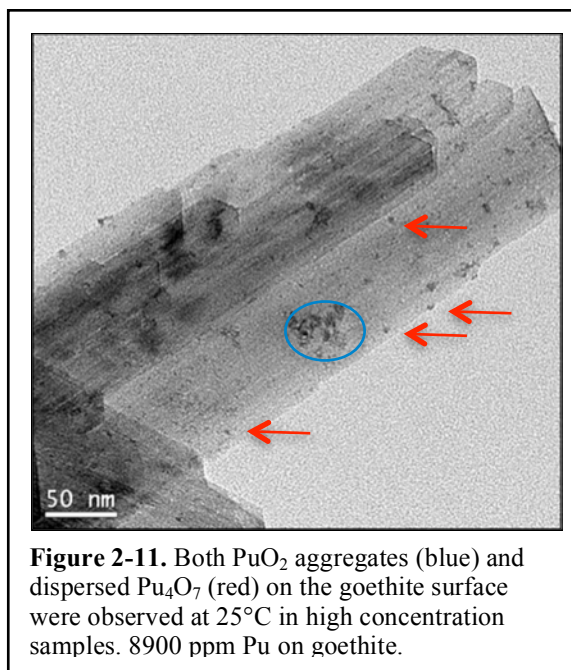 50 nm
Figure 2-11. Both PuO₂ aggregates (blue) and
dispersed Pu₄O₇ (red) on the goethite surface
were observed at 25°C in high concentration
samples. 8900 ppm Pu on goethite.